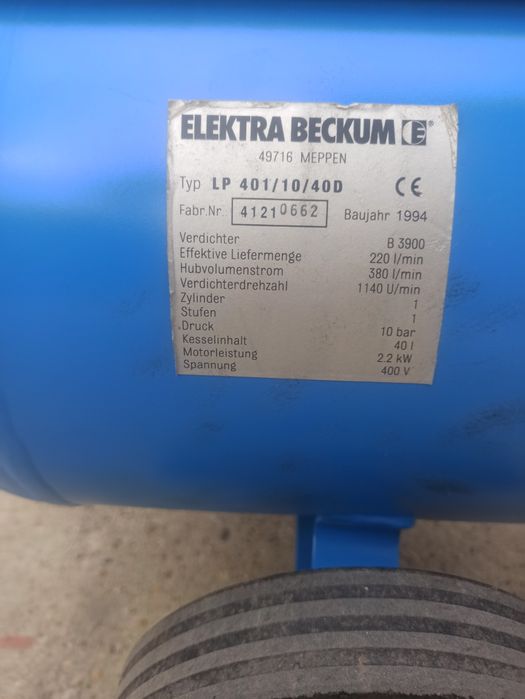 ELEKTRA BECKUM E®
49716 MEPPEN
Typ LP 401/10/40D CE
Fabr.Nr. 41210662 Baujahr 1994
Verdichter B 3900
Effektive Liefermenge 220 l/min
Hubvolumenstrom 380 l/min
Verdichterdrehzahl 1140 U/min
Zylinder 1
Stufen 1
Druck 10 bar
Kesselinhalt 40 l
Motorleistung 2.2 kW
Spannung 400 V